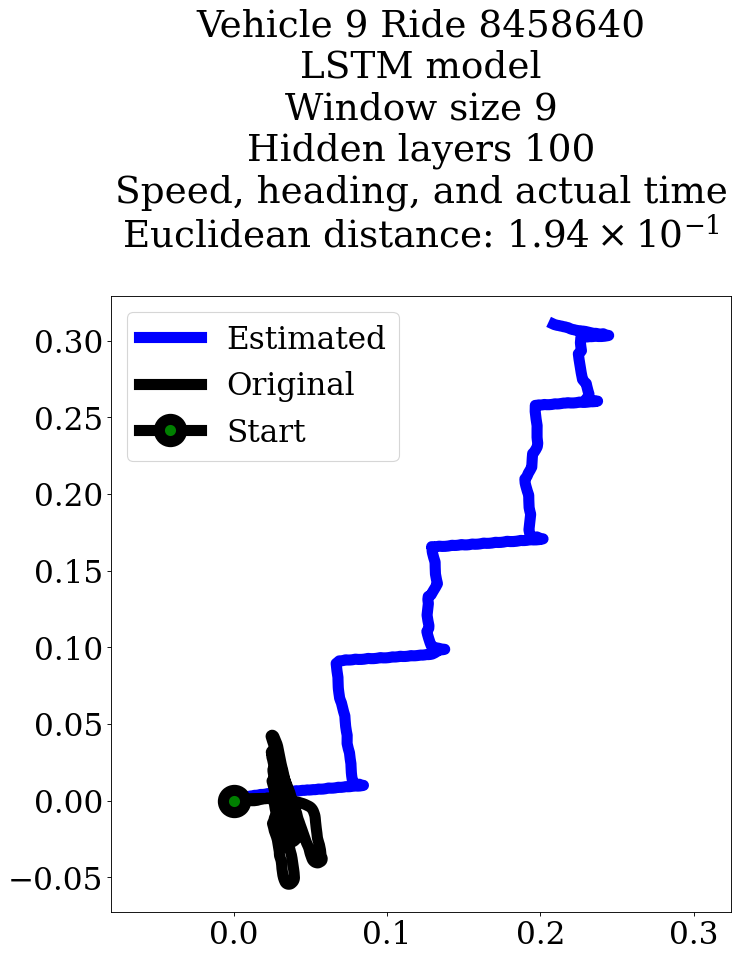 Vehicle 9 Ride 8458640
LSTM model
Window size 9
Hidden layers 100
Speed, heading, and actual time
Euclidean distance: 1.94 × 10⁻¹
Estimated
Original
Start
0.30
0.25
0.20
0.15
0.10
0.05
0.00
−0.05
0.0 0.1 0.2 0.3